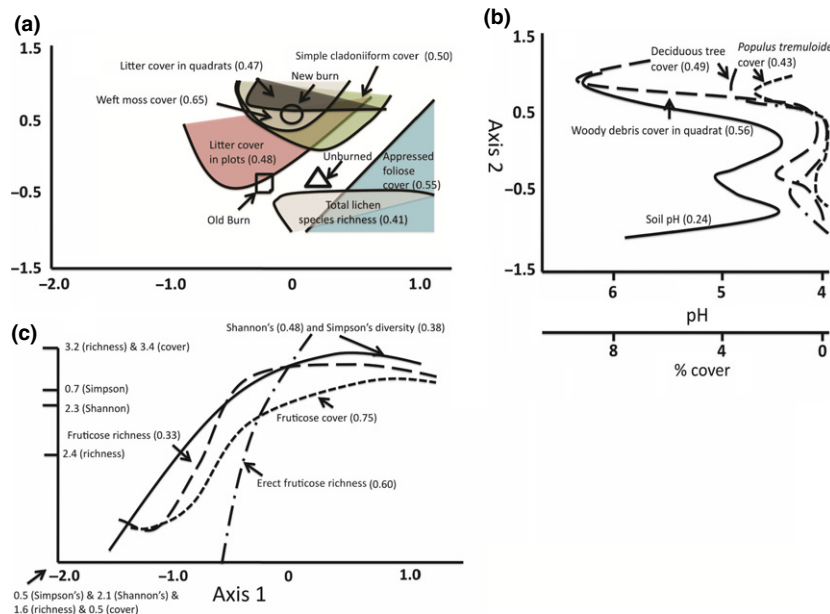 (a)
1.5
0.5
–0.5
–1.5
Litter cover in quadrats (0.47)
Simple cladoniiform cover (0.50)
New burn
Weft moss cover (0.65)
Litter cover
in plots (0.48)
Unburned
Appressed
foliose
cover (0.55)
Old Burn
Total lichen
species richness (0.41)
–2.0
–1.0
0
1.0
(b)
1.5
0.5
–0.5
–1.5
Axis 2
Deciduous tree
cover (0.49)
Populus tremuloide
cover (0.43)
Woody debris cover in quadrat (0.56)
Soil pH (0.24)
6
5
4
pH
8
4
0
% cover
(c)
Shannon's (0.48) and Simpson's diversity (0.38)
3.2 (richness) & 3.4 (cover)
0.7 (Simpson)
2.3 (Shannon)
2.4 (richness)
Fruticose richness (0.33)
Fruticose cover (0.75)
Erect fruticose richness (0.60)
–2.0
–1.0
0
1.0
Axis 1
0.5 (Simpson's) & 2.1 (Shannon's) &
1.6 (richness) & 0.5 (cover)